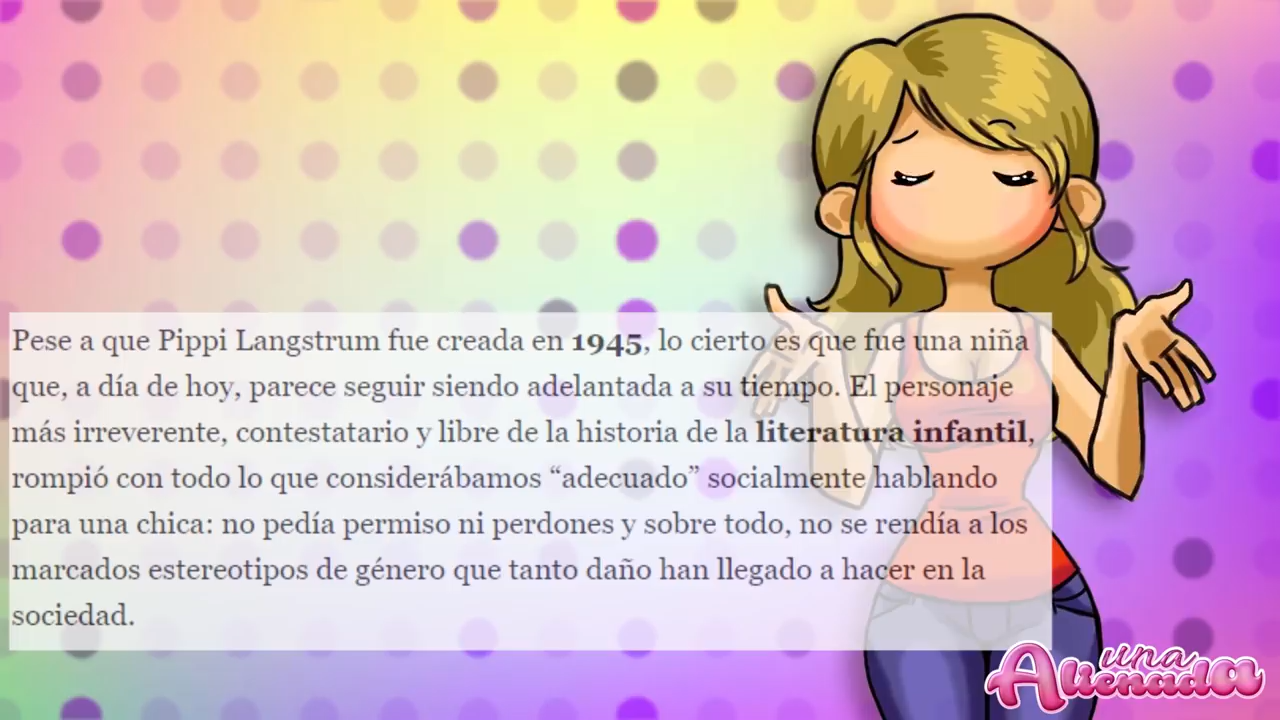 Pese a que Pippi Langstrum fue creada en 1945, lo cierto es que fue una niña
que, a día de hoy, parece seguir siendo adelantada a su tiempo. El personaje
más irreverente, contestatario y libre de la historia de la literatura infantil,
rompió con todo lo que considerábamos “adecuado” socialmente hablando
para una chica: no pedía permiso ni perdones y sobre todo, no se rendía a los
marcados estereotipos de género que tanto daño han llegado a hacer en la
sociedad.
una
Alienada